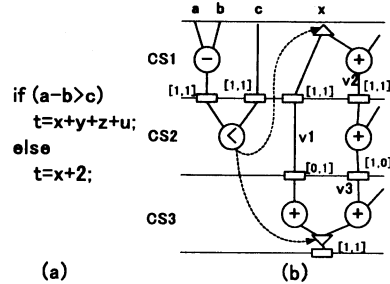 a b c x
CS1
− +
v2
[1,1] [1,1] [1,1] [1,1]
if (a-b>c)
t=x+y+z+u;
else
t=x+2;
CS2
< +
v1
[0,1] [1,0]
v3
CS3
+ +
[1,1]
(a) (b)